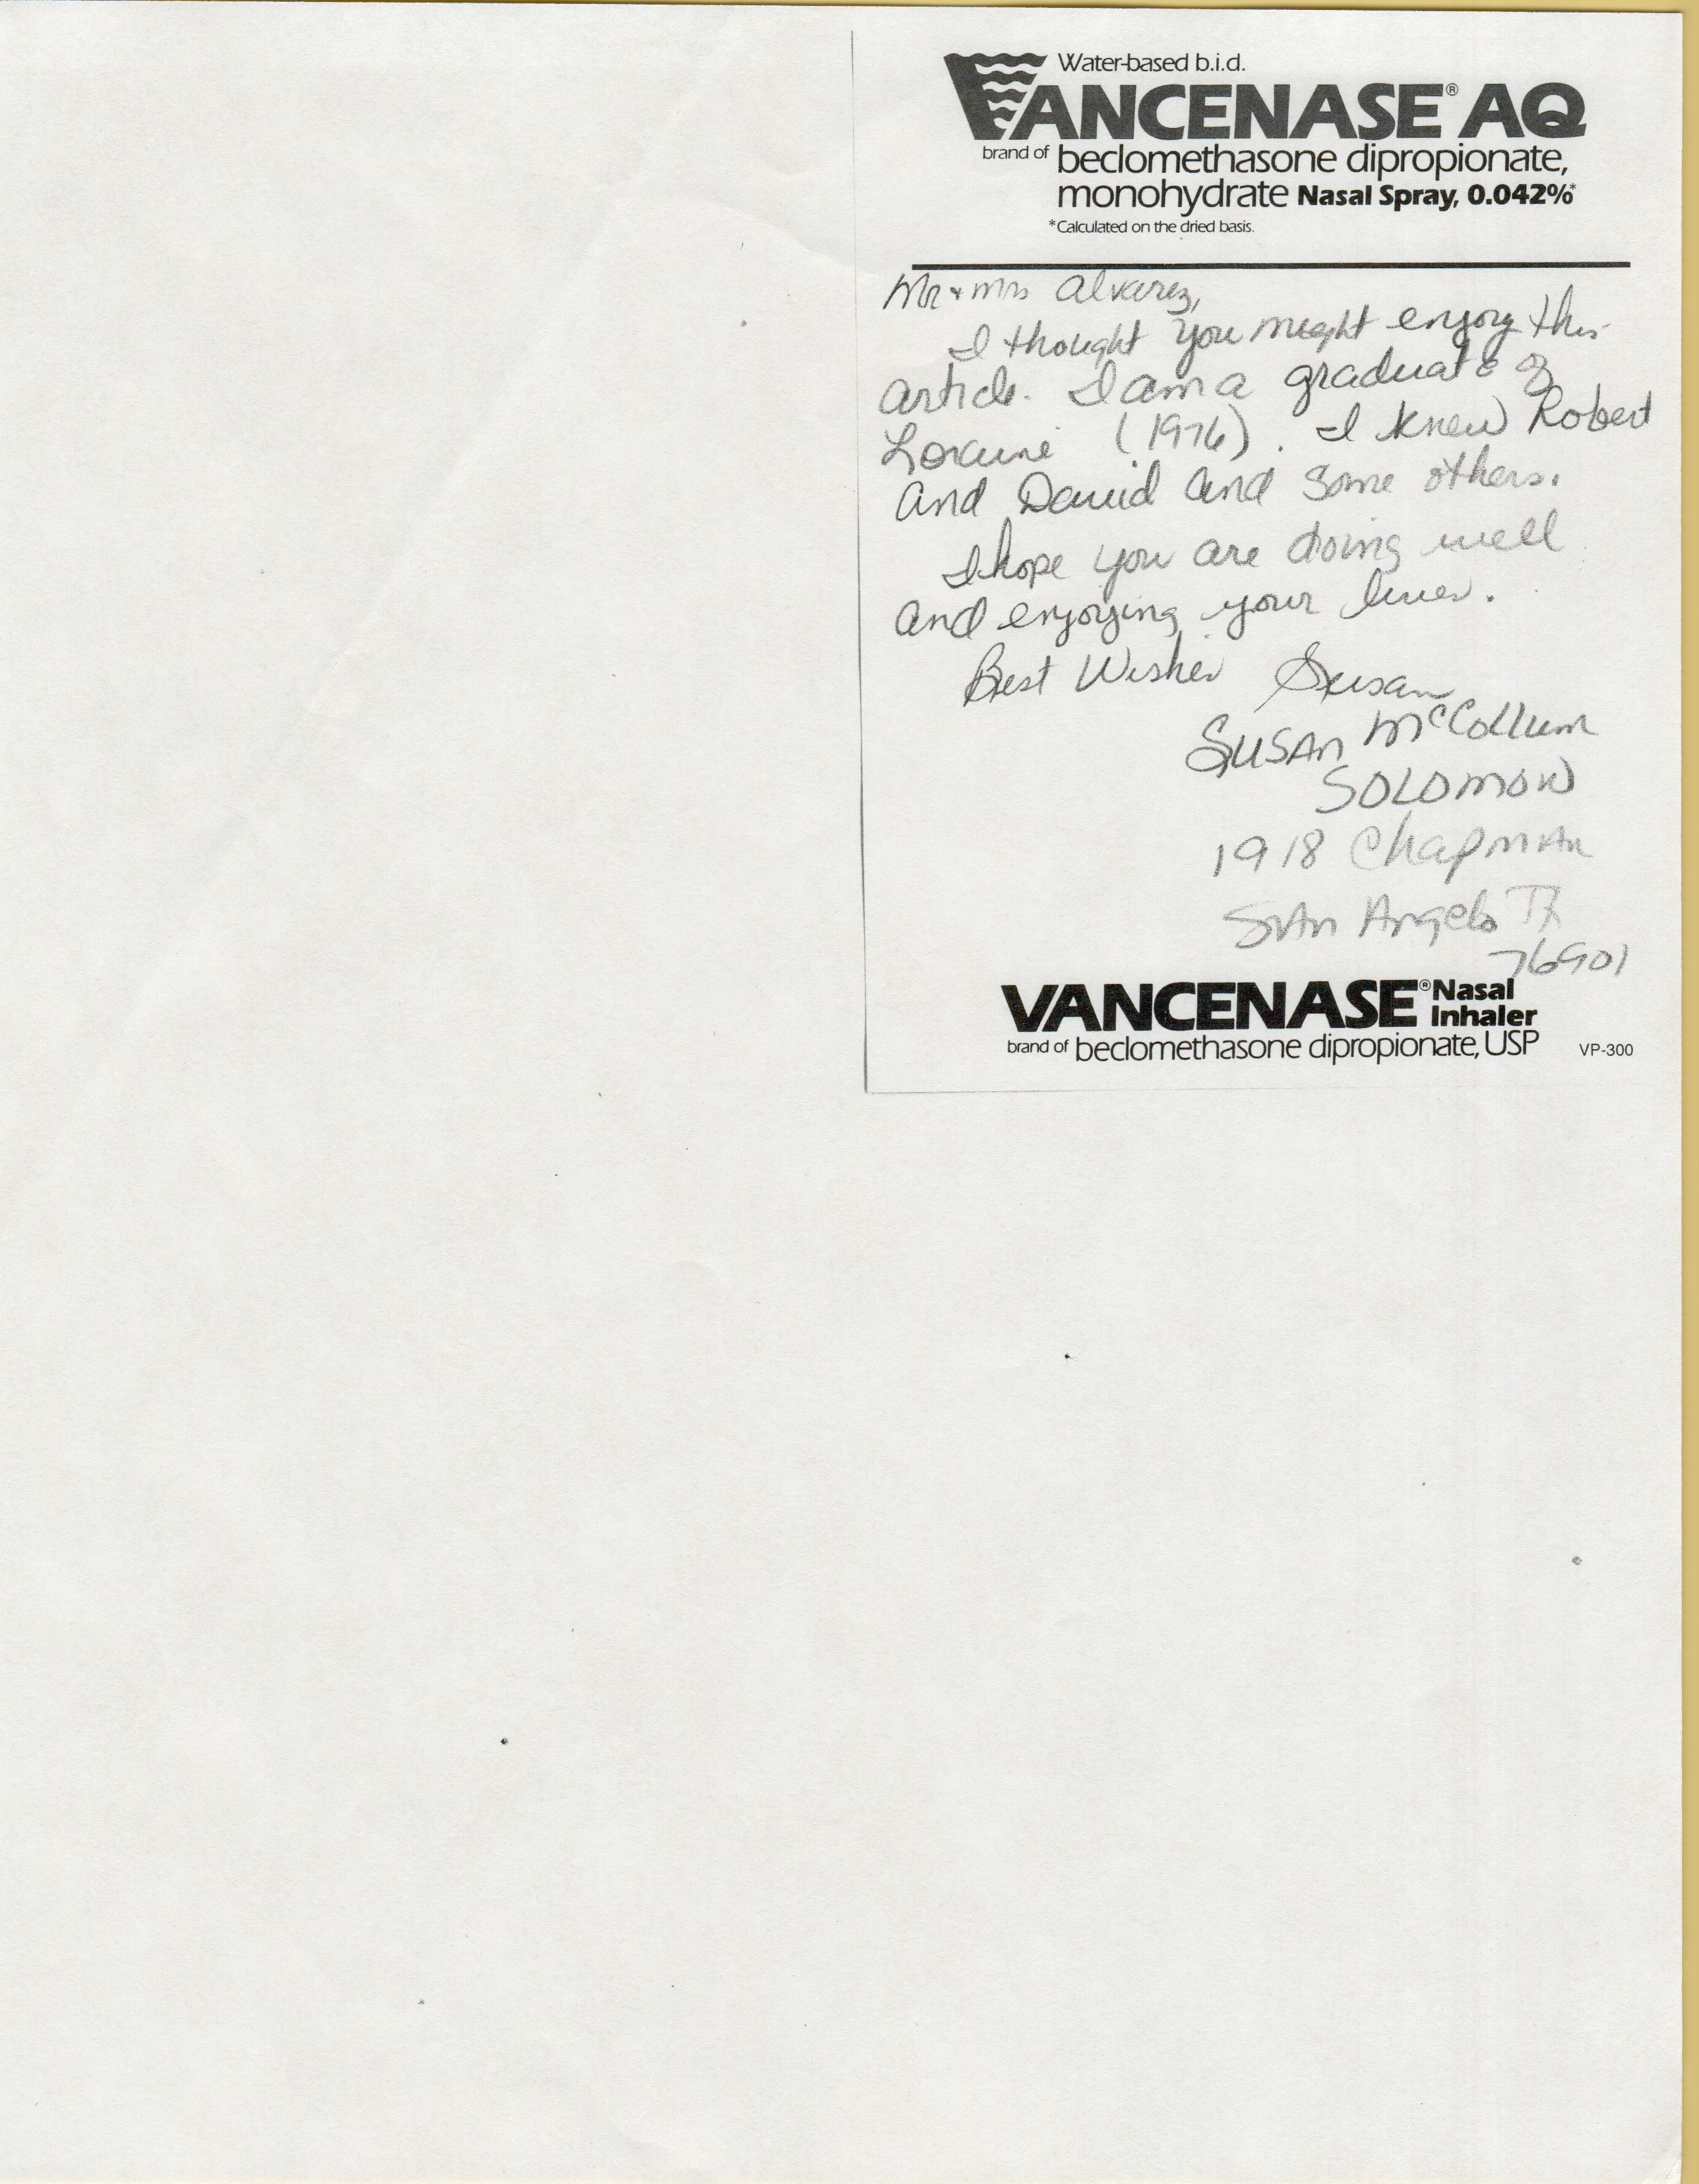 Water-based b.i.d.
VANCENASE® AQ
brand of beclomethasone dipropionate,
monohydrate Nasal Spray, 0.042%*
*Calculated on the dried basis.
Mr + Mrs Alvarez,
I thought you might enjoy this
article. I am a graduate of
Loraine (1976). I knew Robert
and David and some others.
I hope you are doing well
and enjoying your lives.
Best Wishes Susan
SUSAn McCollum
SOLOMON
1918 ChapmAn
SAn Angelo TX
76901
VANCENASE® Nasal
Inhaler
brand of beclomethasone dipropionate, USP VP-300